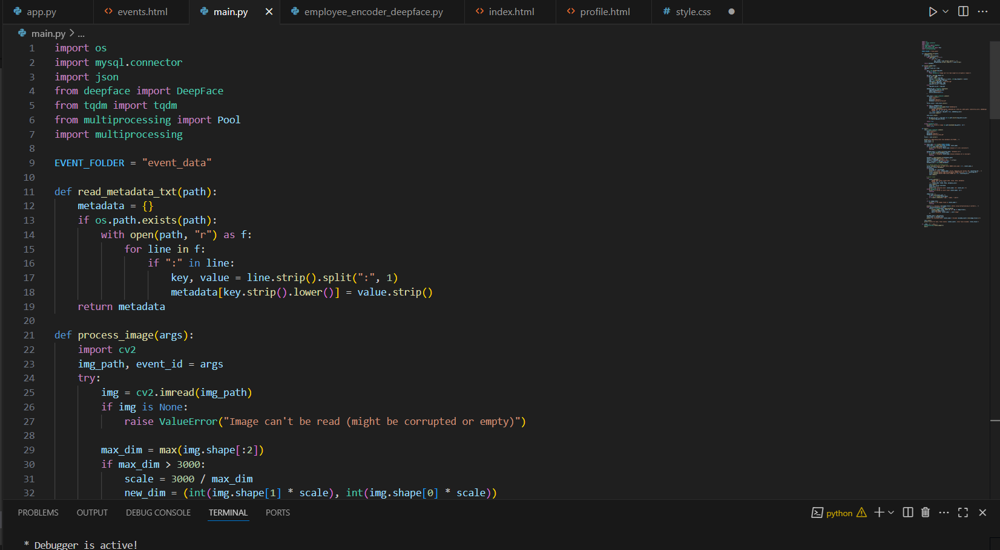 app.py events.html main.py employee_encoder_deepface.py index.html profile.html # style.css
main.py > ...
1 import os
2 import mysql.connector
3 import json
4 from deepface import DeepFace
5 from tqdm import tqdm
6 from multiprocessing import Pool
7 import multiprocessing
8
9 EVENT_FOLDER = "event_data"
10
11 def read_metadata_txt(path):
12     metadata = {}
13     if os.path.exists(path):
14         with open(path, "r") as f:
15             for line in f:
16                 if ":" in line:
17                     key, value = line.strip().split(":", 1)
18                     metadata[key.strip().lower()] = value.strip()
19     return metadata
20
21 def process_image(args):
22     import cv2
23     img_path, event_id = args
24     try:
25         img = cv2.imread(img_path)
26         if img is None:
27             raise ValueError("Image can't be read (might be corrupted or empty)")
28
29         max_dim = max(img.shape[:2])
30         if max_dim > 3000:
31             scale = 3000 / max_dim
32             new_dim = (int(img.shape[1] * scale), int(img.shape[0] * scale))
PROBLEMS OUTPUT DEBUG CONSOLE TERMINAL PORTS python
* Debugger is active!